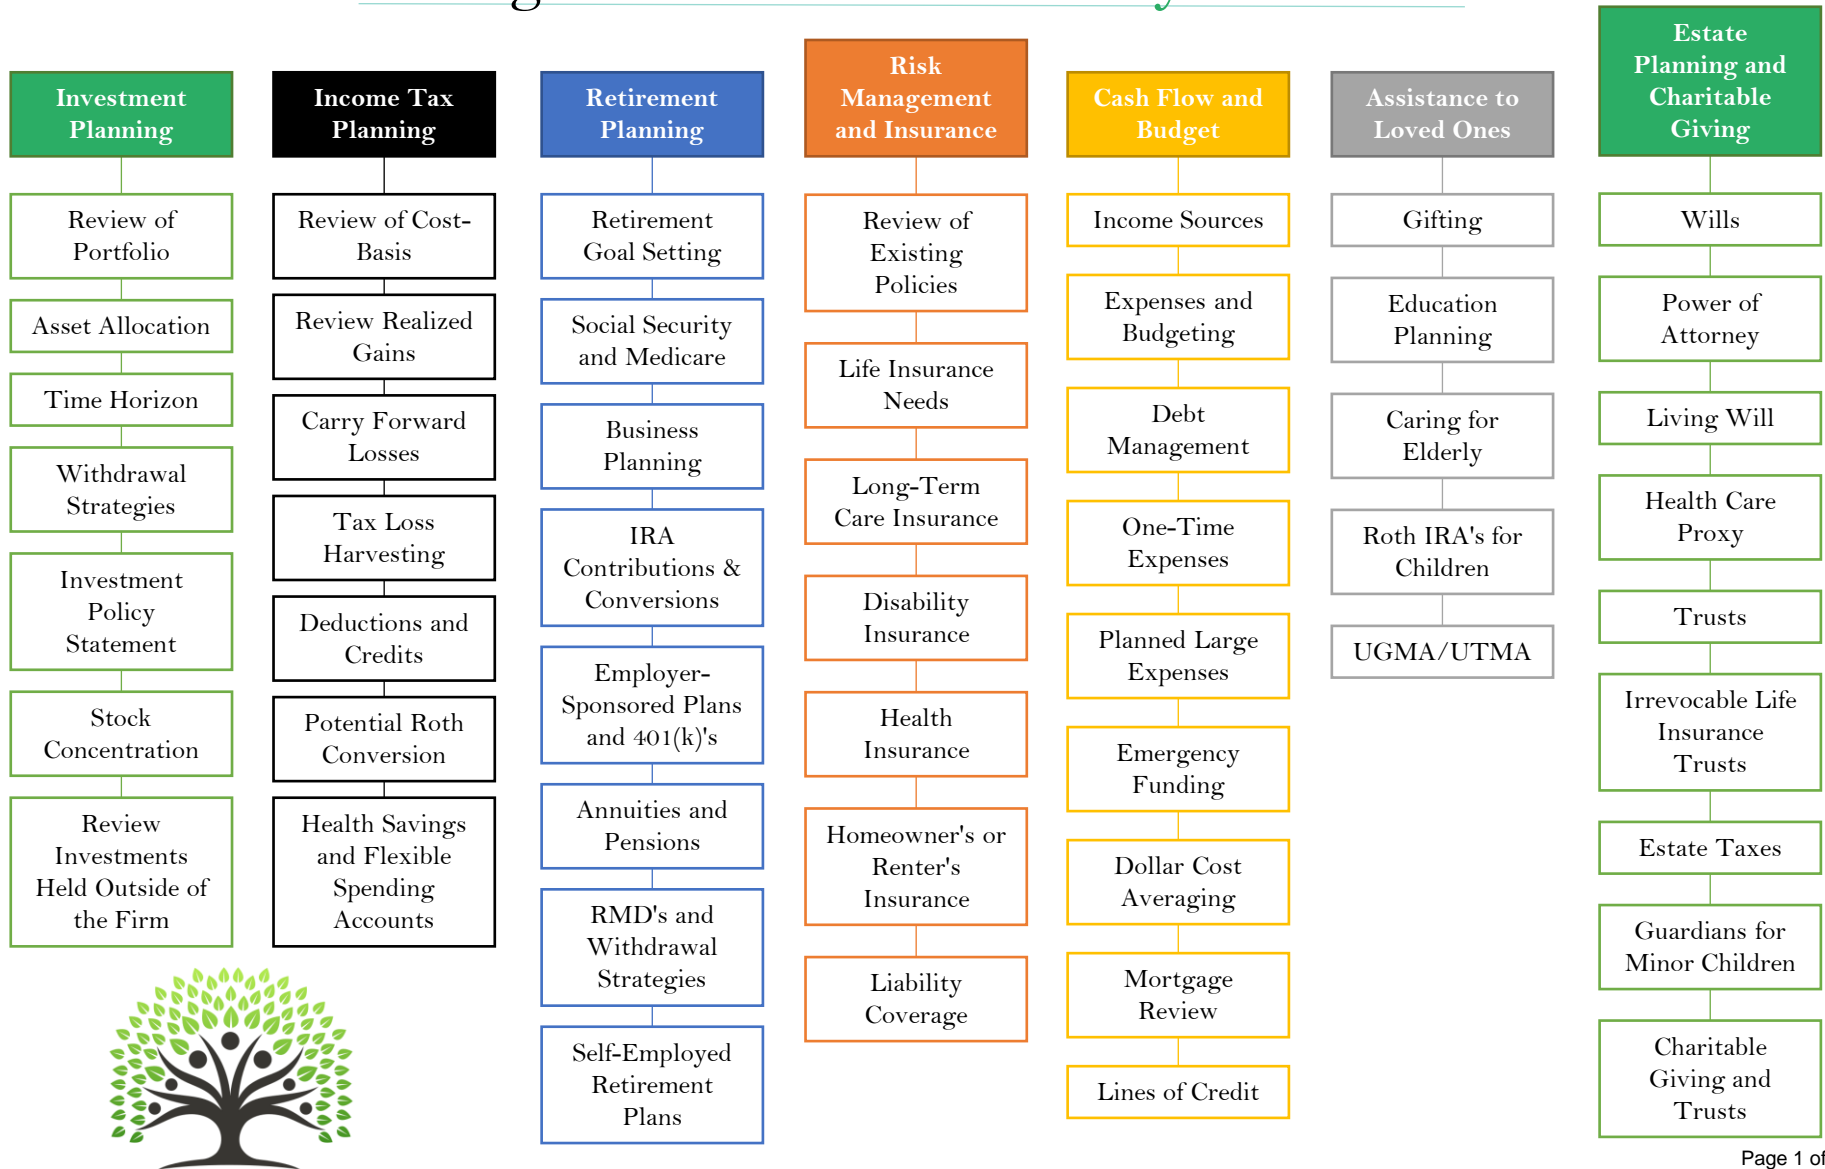 Investment
Planning
Review of
Portfolio
Asset Allocation
Time Horizon
Withdrawal
Strategies
Investment
Policy
Statement
Stock
Concentration
Review
Investments
Held Outside of
the Firm
Income Tax
Planning
Review of Cost-
Basis
Review Realized
Gains
Carry Forward
Losses
Tax Loss
Harvesting
Deductions and
Credits
Potential Roth
Conversion
Health Savings
and Flexible
Spending
Accounts
Retirement
Planning
Retirement
Goal Setting
Social Security
and Medicare
Business
Planning
IRA
Contributions &
Conversions
Employer-
Sponsored Plans
and 401(k)'s
Annuities and
Pensions
RMD's and
Withdrawal
Strategies
Self-Employed
Retirement
Plans
Risk
Management
and Insurance
Review of
Existing
Policies
Life Insurance
Needs
Long-Term
Care Insurance
Disability
Insurance
Health
Insurance
Homeowner's or
Renter's
Insurance
Liability
Coverage
Cash Flow and
Budget
Income Sources
Expenses and
Budgeting
Debt
Management
One-Time
Expenses
Planned Large
Expenses
Emergency
Funding
Dollar Cost
Averaging
Mortgage
Review
Lines of Credit
Assistance to
Loved Ones
Gifting
Education
Planning
Caring for
Elderly
Roth IRA's for
Children
UGMA/UTMA
Estate
Planning and
Charitable
Giving
Wills
Power of
Attorney
Living Will
Health Care
Proxy
Trusts
Irrevocable Life
Insurance
Trusts
Estate Taxes
Guardians for
Minor Children
Charitable
Giving and
Trusts
Page 1 of